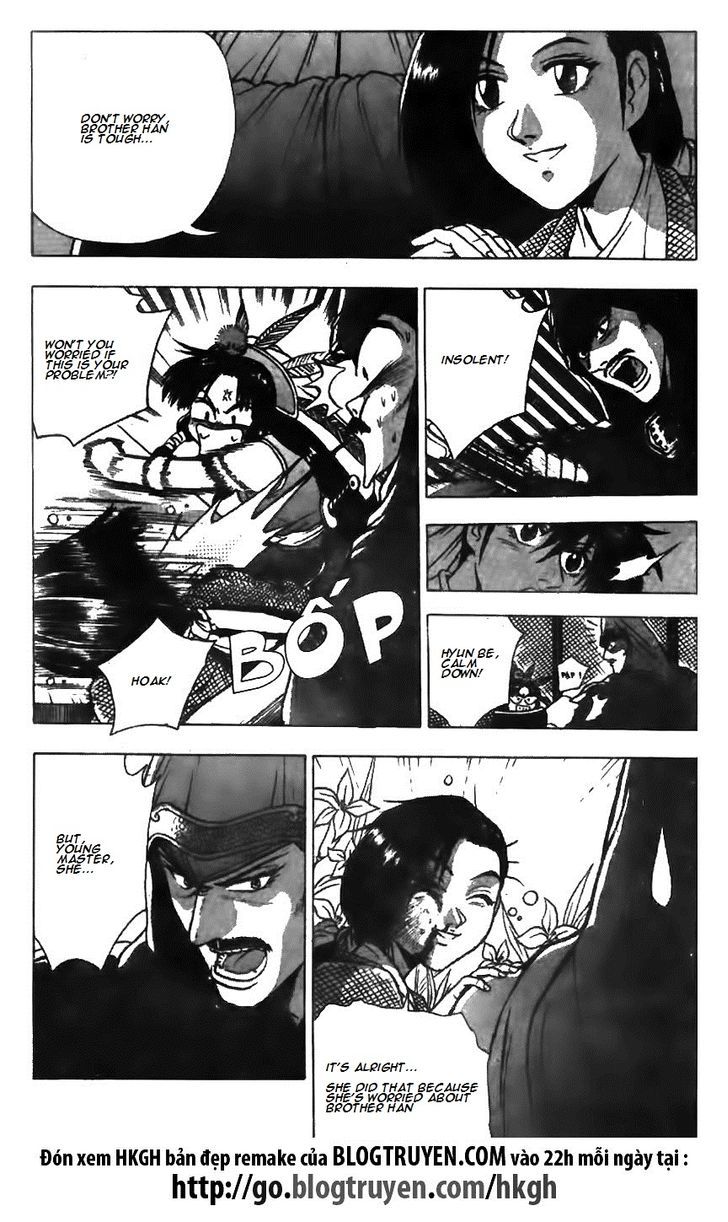 DON'T WORRY,
BROTHER HAN
IS TOUGH...
WON'T YOU
WORRIED IF
THIS IS YOUR
PROBLEM?!
INSOLENT!
BỐP
HOAK!
HYUN BE,
CALM
DOWN!
PẶP !
BUT,
YOUNG
MASTER,
SHE...
IT'S ALRIGHT...
SHE DID THAT BECAUSE
SHE'S WORRIED ABOUT
BROTHER HAN
Đón xem HKGH bản đẹp remake của BLOGTRUYEN.COM vào 22h mỗi ngày tại :
http://go.blogtruyen.com/hkgh